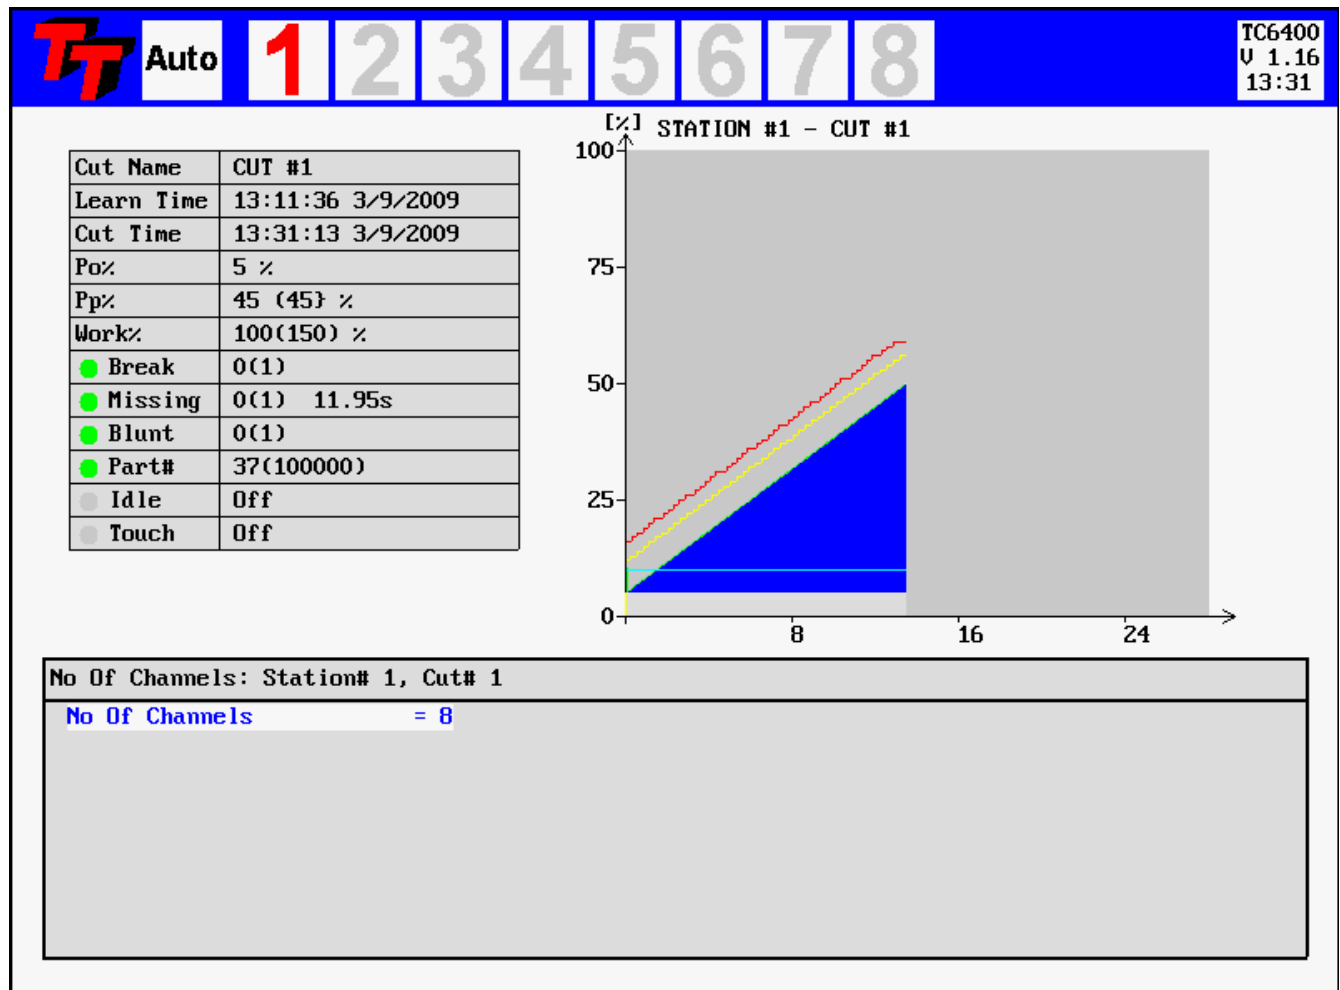 TT Auto 1 2 3 4 5 6 7 8
TC6400
V 1.16
13:31
Cut Name CUT #1
Learn Time 13:11:36 3/9/2009
Cut Time 13:31:13 3/9/2009
Po% 5 %
Pp% 45 (45} %
Work% 100(150) %
Break 0(1)
Missing 0(1) 11.95s
Blunt 0(1)
Part# 37(100000)
Idle Off
Touch Off
[%] STATION #1 - CUT #1
100
75
50
25
0
8 16 24
No Of Channels: Station# 1, Cut# 1
No Of Channels = 8